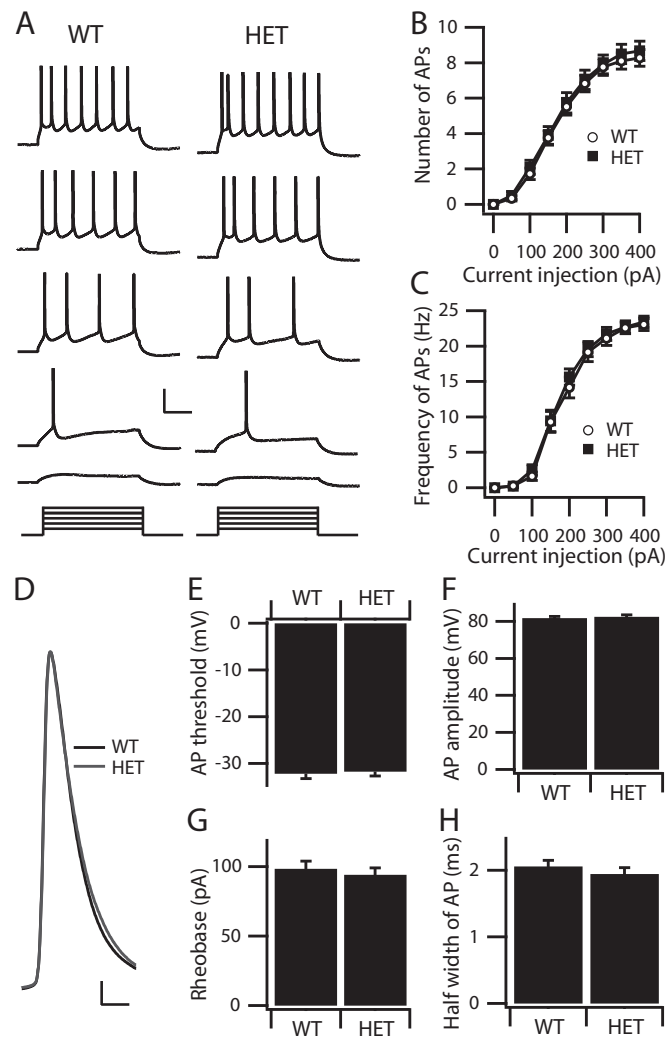 A
WT
HET
B
Number of APs
10
8
6
4
2
0
WT
HET
0
100
200
300
400
Current injection (pA)
C
Frequency of APs (Hz)
25
20
15
10
5
0
WT
HET
0
100
200
300
400
Current injection (pA)
D
WT
HET
E
WT
HET
AP threshold (mV)
0
-10
-20
-30
F
AP amplitude (mV)
80
60
40
20
0
WT
HET
G
Rheobase (pA)
100
50
0
WT
HET
H
Half width of AP (ms)
2
1
0
WT
HET